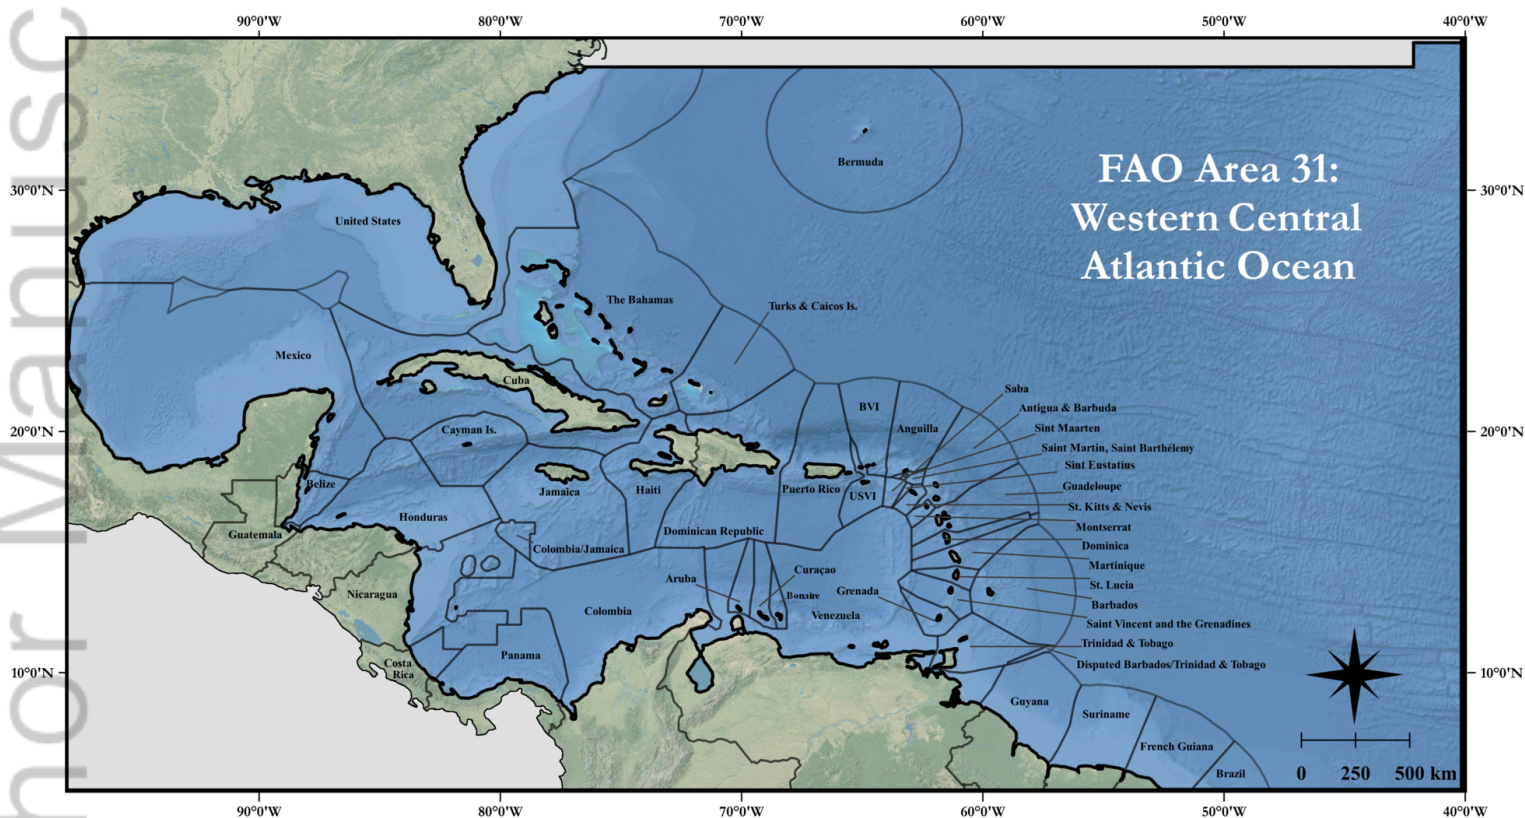 90°0'W 80°0'W 70°0'W 60°0'W 50°0'W 40°0'W
hor Manusc
Bermuda
FAO Area 31:
Western Central
Atlantic Ocean
30°0'N 30°0'N
United States
The Bahamas
Turks & Caicos Is.
Mexico
Cuba
Saba
BVI
Antigua & Barbuda
Anguilla
Sint Maarten
20°0'N 20°0'N
Cayman Is.
Saint Martin, Saint Barthélemy
Sint Eustatius
Belize
Jamaica
Haiti
Puerto Rico
USVI
Guadeloupe
St. Kitts & Nevis
Honduras
Montserrat
Guatemala
Dominican Republic
Colombia/Jamaica
Dominica
Martinique
Curaçao
Aruba
St. Lucia
Nicaragua
Bonaire
Grenada
Barbados
Colombia
Venezuela
Saint Vincent and the Grenadines
Trinidad & Tobago
Panama
Costa
Rica
Disputed Barbados/Trinidad & Tobago
10°0'N 10°0'N
Guyana
Suriname
French Guiana
Brazil
0 250 500 km
90°0'W 80°0'W 70°0'W 60°0'W 50°0'W 40°0'W